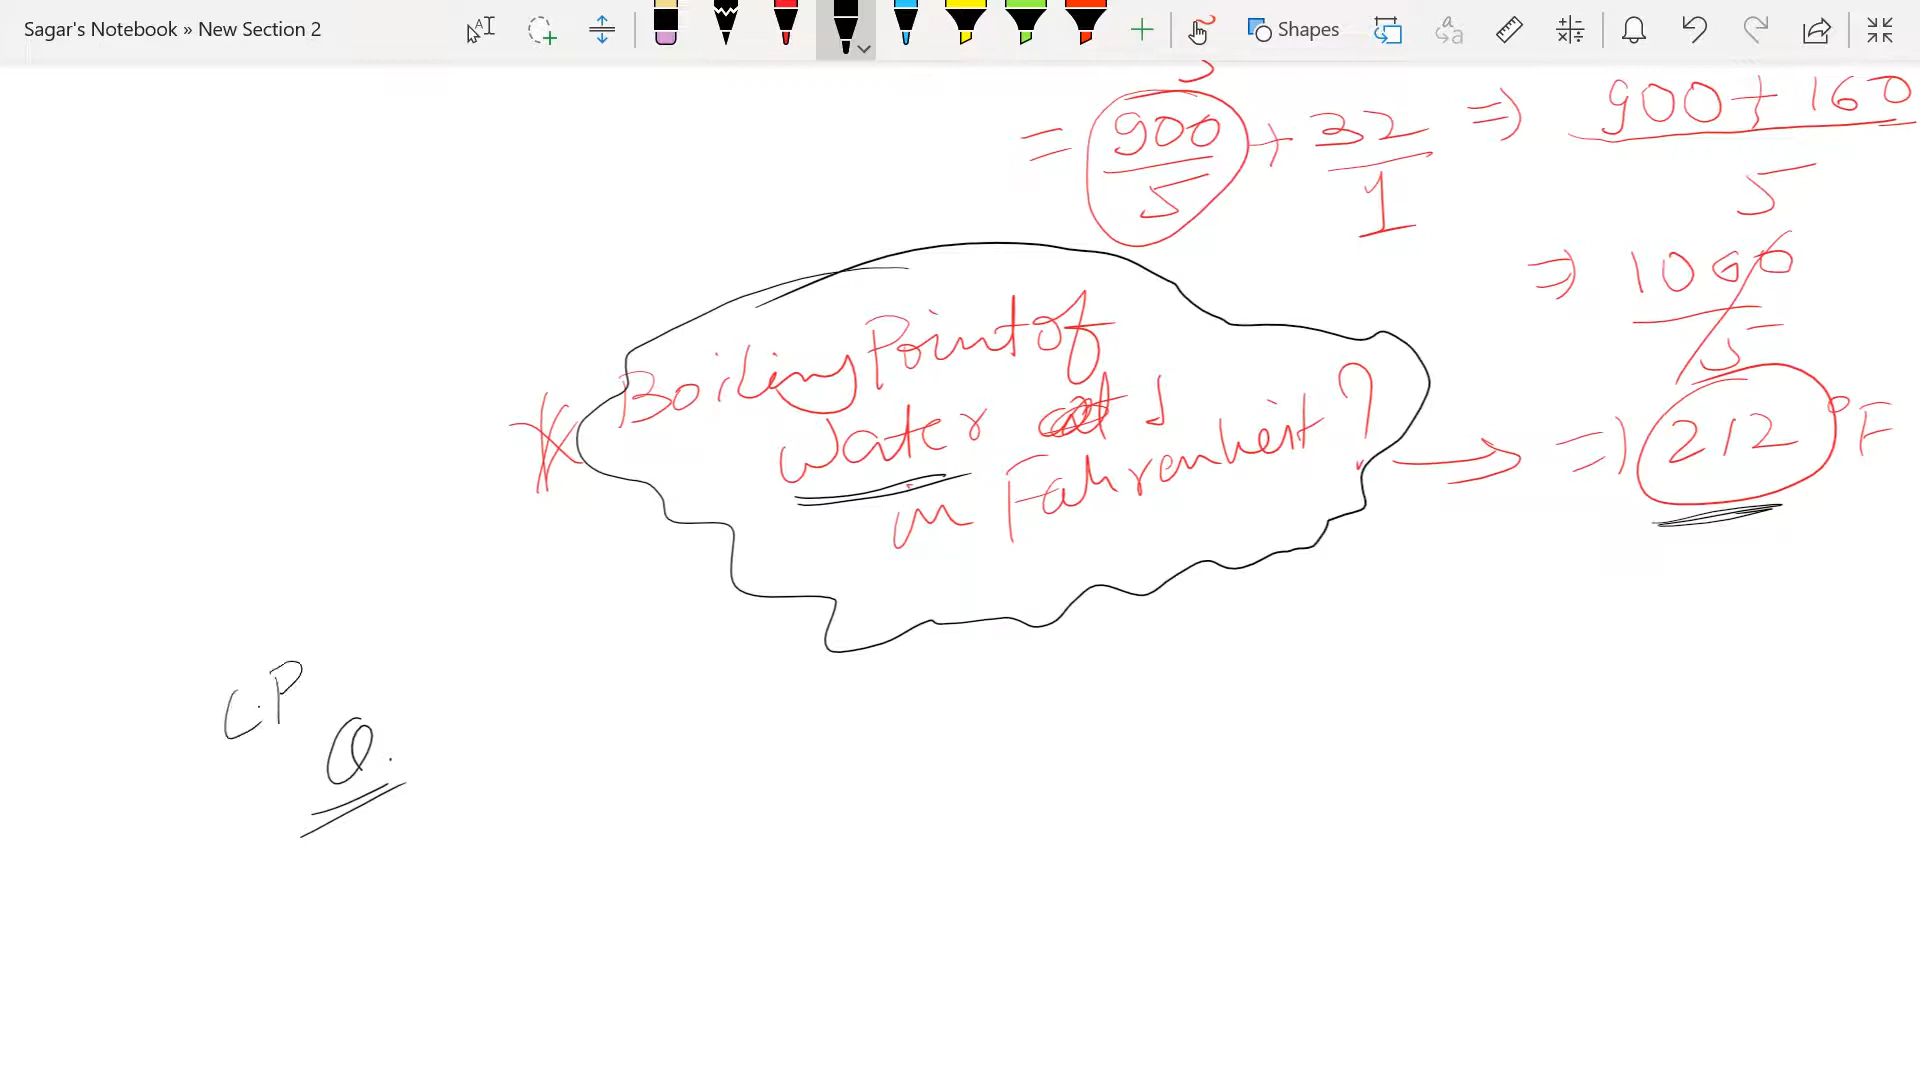 Sagar's Notebook » New Section 2
Shapes
= 900/5 + 32/1 => 900 + 160
5
=> 1060/5
=> 212 °F
* Boiling Point of
Water
in Fahrenheit?
C.P
Q.